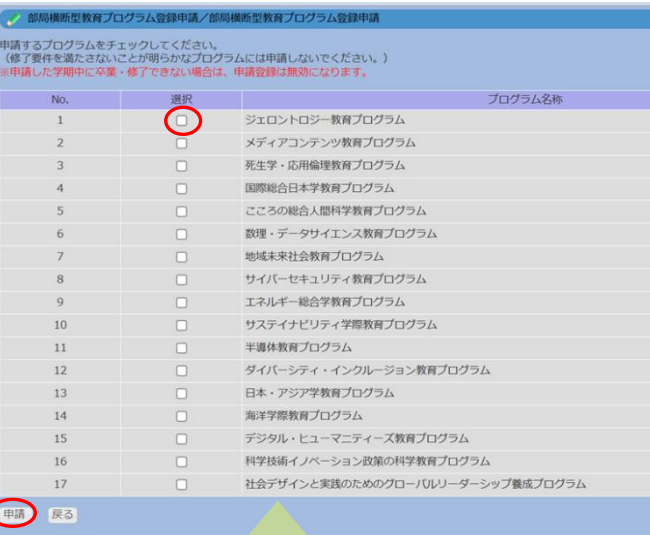 部局横断型教育プログラム登録申請／部局横断型教育プログラム登録申請
申請するプログラムをチェックしてください。
（修了要件を満たさないことが明らかなプログラムには申請しないでください。）
※申請した学期中に卒業・修了できない場合は、申請登録は無効になります。
No. 選択 プログラム名称
1 ジェロントロジー教育プログラム
2 メディアコンテンツ教育プログラム
3 死生学・応用倫理教育プログラム
4 国際総合日本学教育プログラム
5 こころの総合人間科学教育プログラム
6 数理・データサイエンス教育プログラム
7 地域未来社会教育プログラム
8 サイバーセキュリティ教育プログラム
9 エネルギー総合学教育プログラム
10 サステイナビリティ学際教育プログラム
11 半導体教育プログラム
12 ダイバーシティ・インクルージョン教育プログラム
13 日本・アジア学教育プログラム
14 海洋学際教育プログラム
15 デジタル・ヒューマニティーズ教育プログラム
16 科学技術イノベーション政策の科学教育プログラム
17 社会デザインと実践のためのグローバルリーダーシップ養成プログラム
申請 戻る